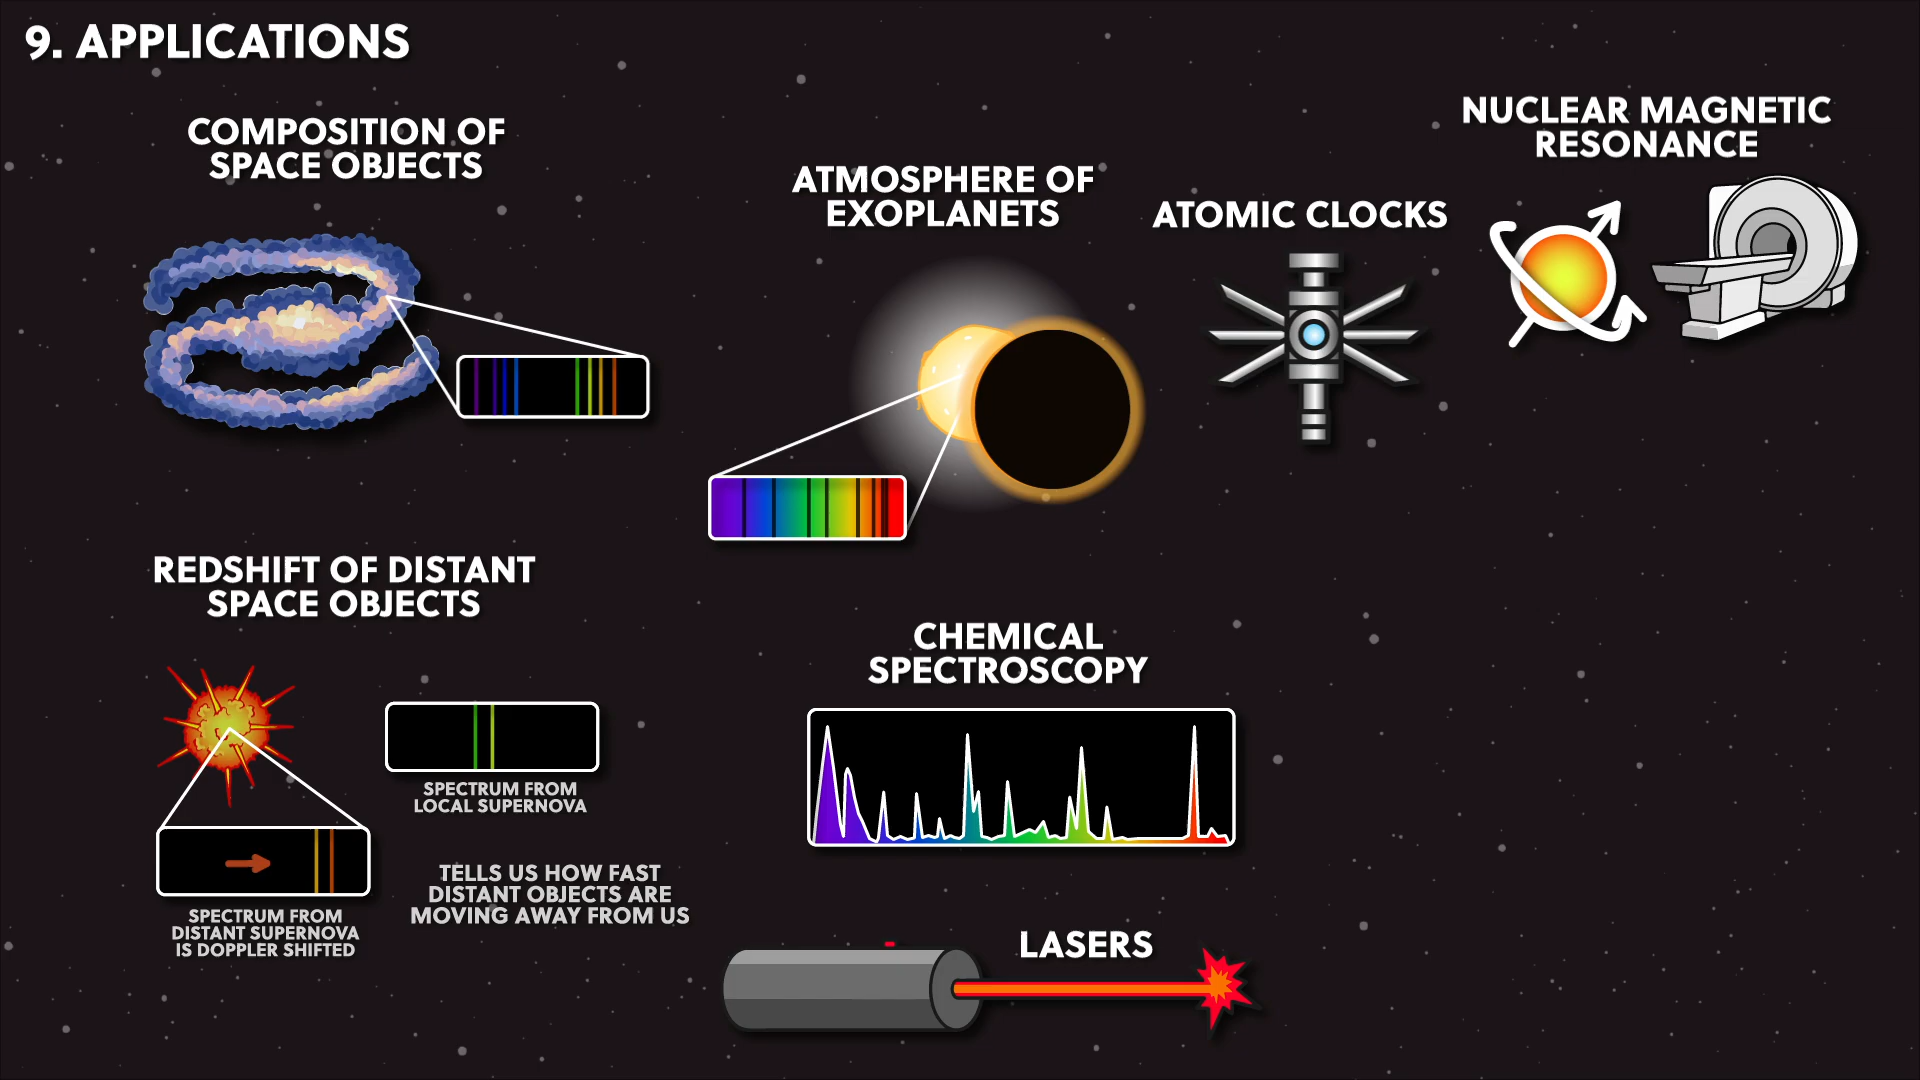 9. APPLICATIONS
COMPOSITION OF
SPACE OBJECTS
ATMOSPHERE OF
EXOPLANETS
ATOMIC CLOCKS
NUCLEAR MAGNETIC
RESONANCE
REDSHIFT OF DISTANT
SPACE OBJECTS
SPECTRUM FROM
LOCAL SUPERNOVA
SPECTRUM FROM
DISTANT SUPERNOVA
IS DOPPLER SHIFTED
TELLS US HOW FAST
DISTANT OBJECTS ARE
MOVING AWAY FROM US
CHEMICAL
SPECTROSCOPY
LASERS